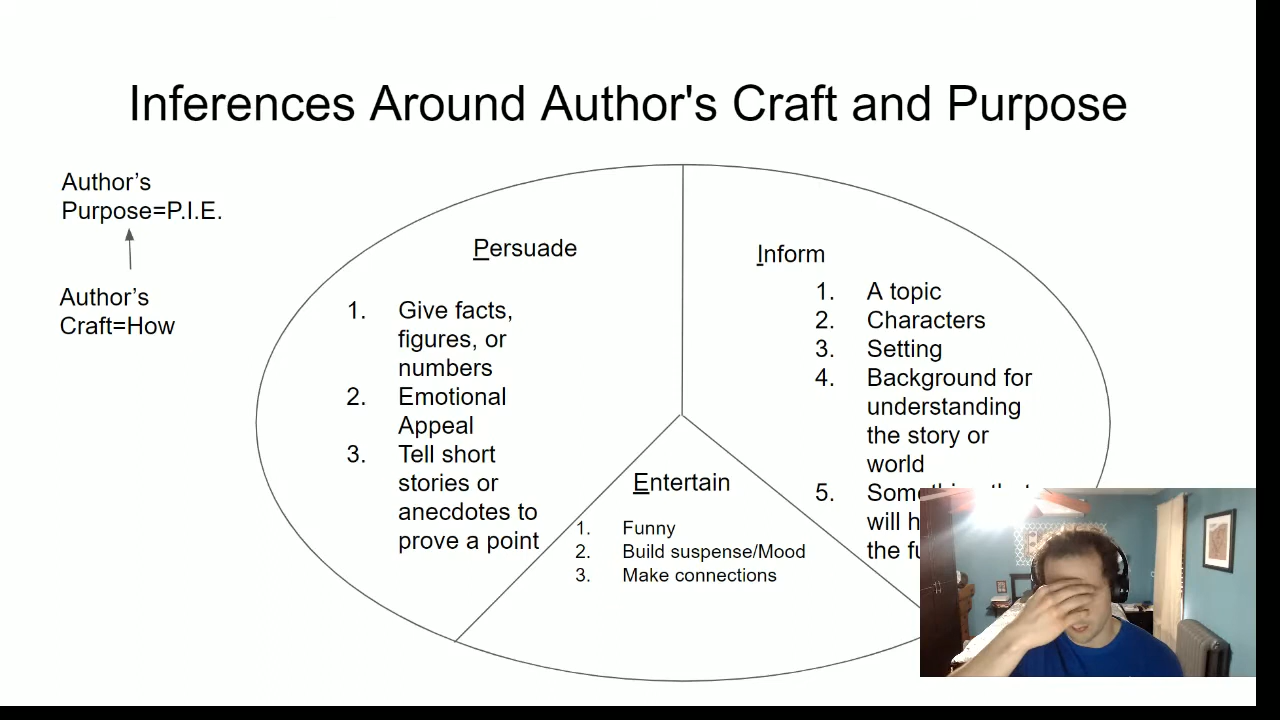 Inferences Around Author's Craft and Purpose
Author's
Purpose=P.I.E.
Author's
Craft=How
Persuade
1. Give facts,
figures, or
numbers
2. Emotional
Appeal
3. Tell short
stories or
anecdotes to
prove a point
Inform
1. A topic
2. Characters
3. Setting
4. Background for
understanding
the story or
world
5.
will
the
Entertain
1. Funny
2. Build suspense/Mood
3. Make connections